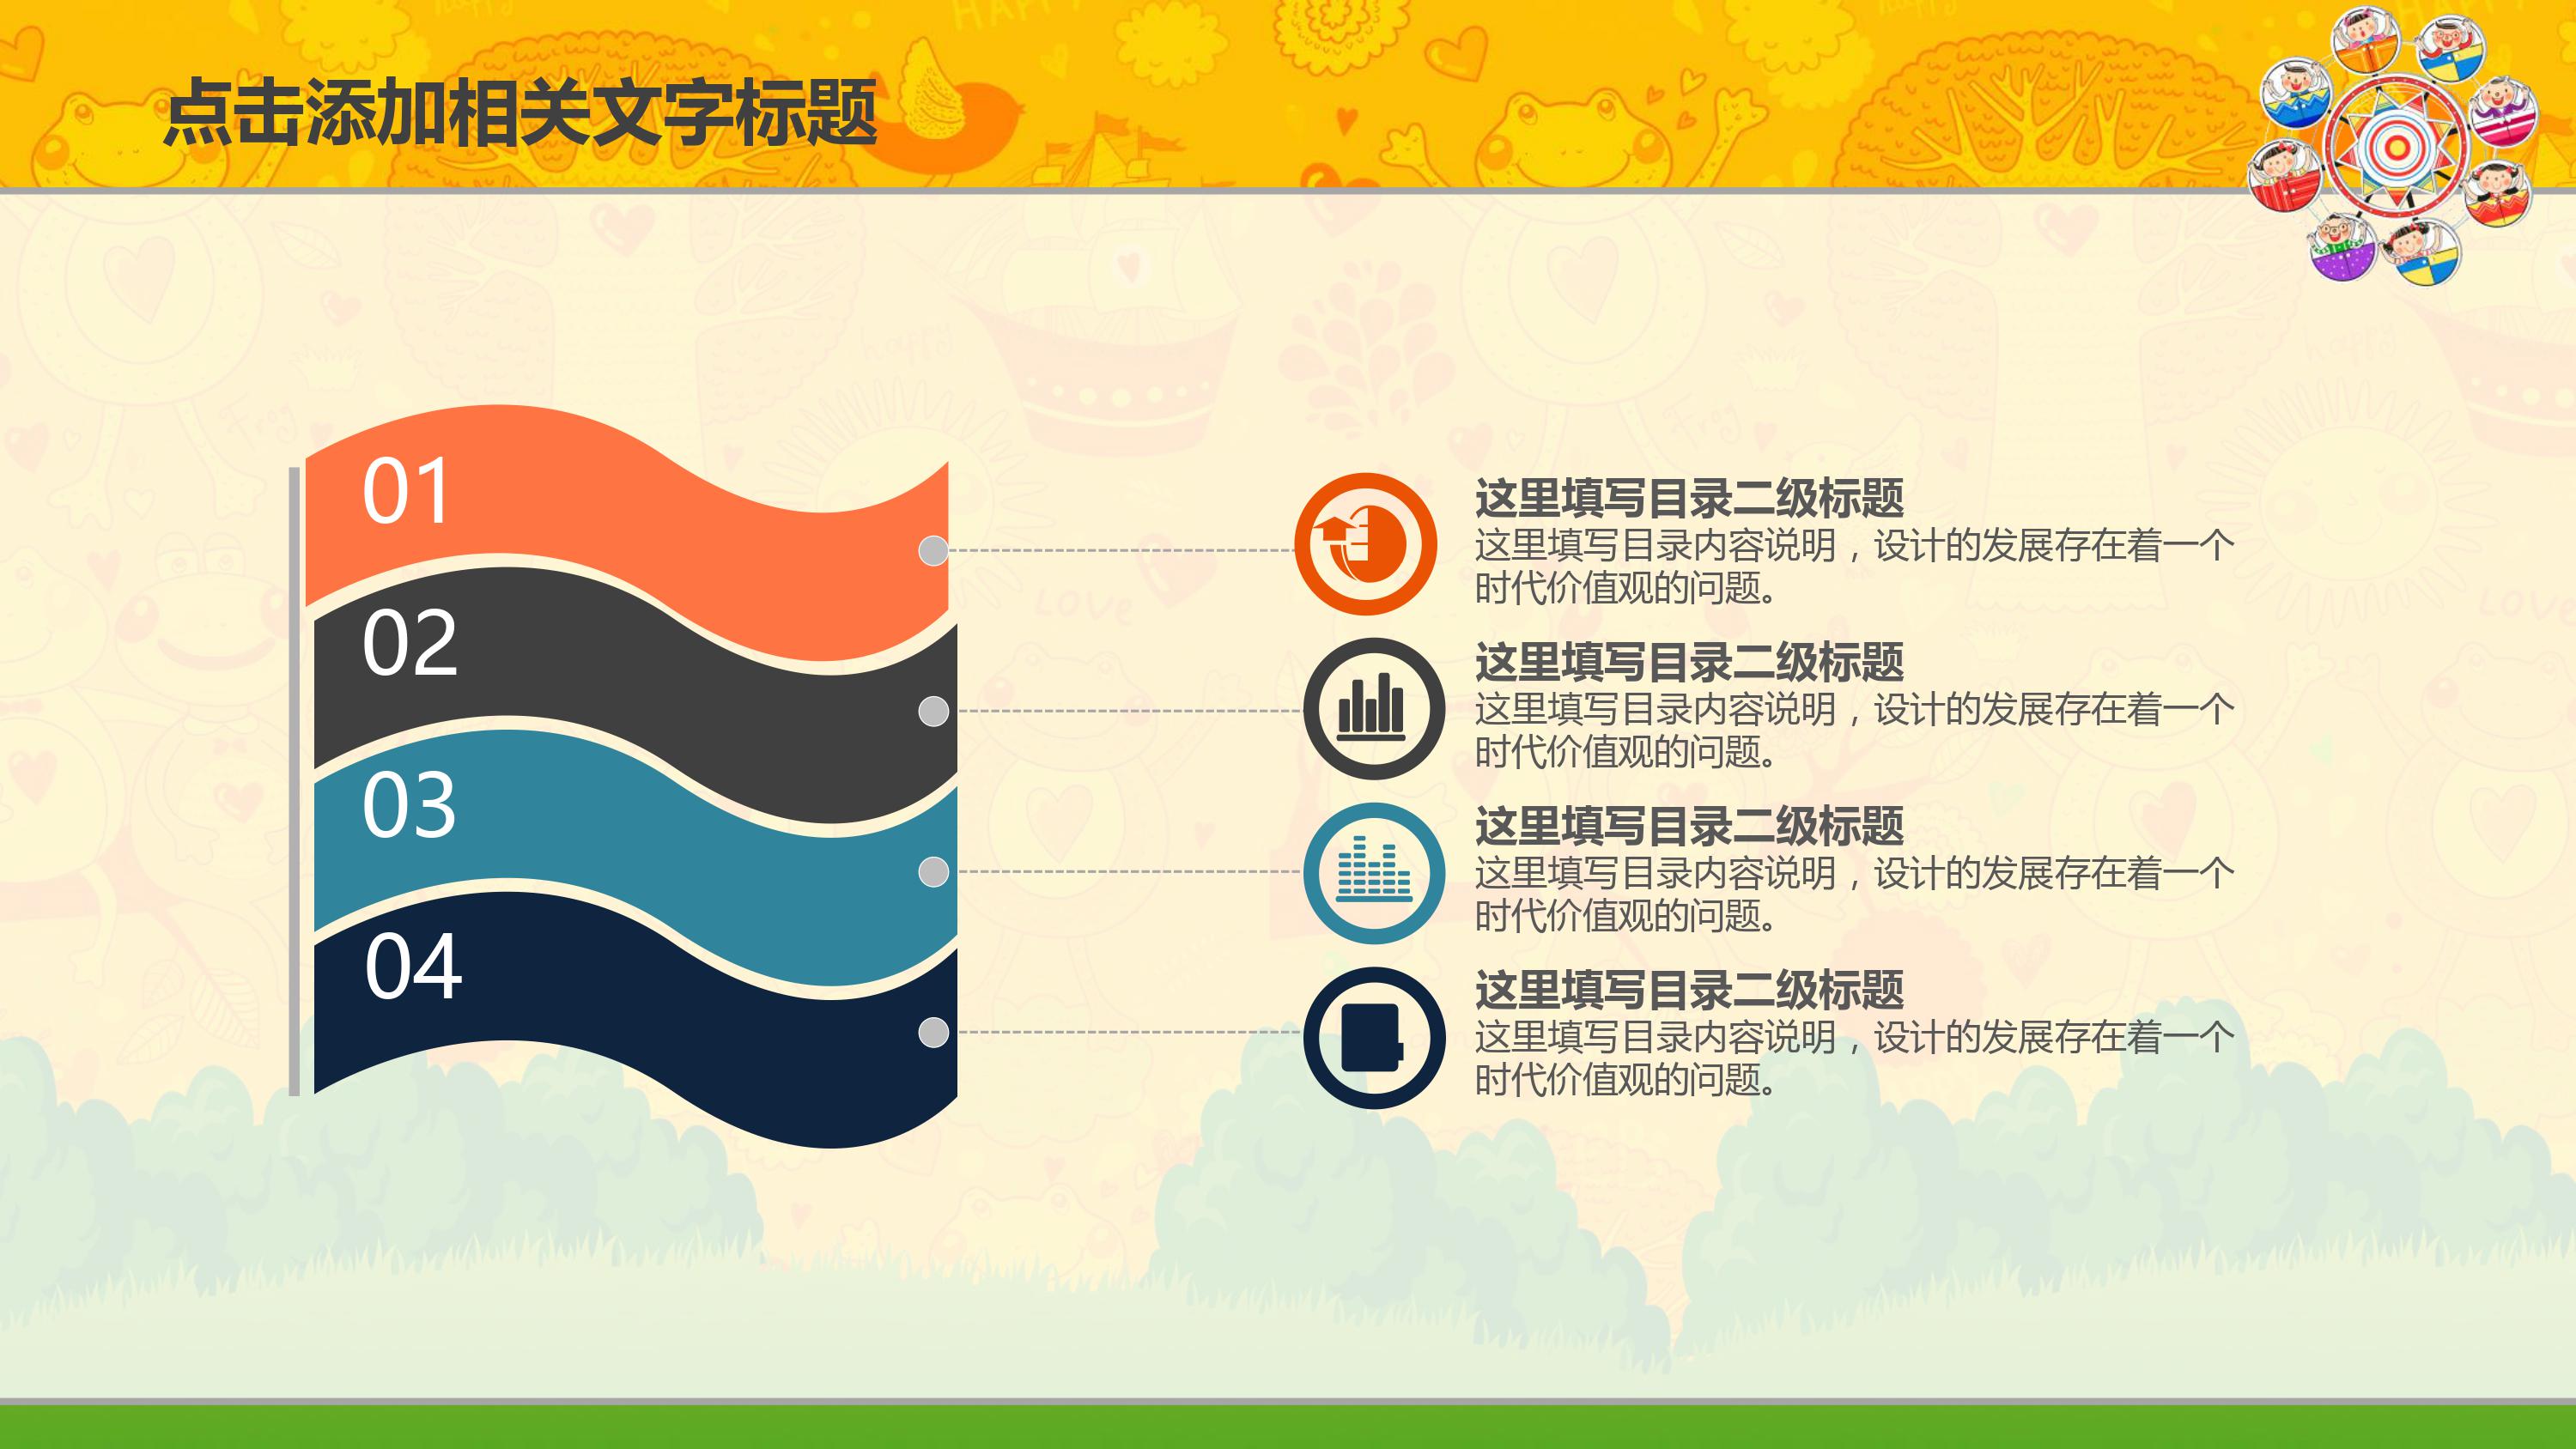 点击添加相关文字标题
01
02
03
04
这里填写目录二级标题
这里填写目录内容说明，设计的发展存在着一个
时代价值观的问题。
这里填写目录二级标题
这里填写目录内容说明，设计的发展存在着一个
时代价值观的问题。
这里填写目录二级标题
这里填写目录内容说明，设计的发展存在着一个
时代价值观的问题。
这里填写目录二级标题
这里填写目录内容说明，设计的发展存在着一个
时代价值观的问题。
HAPPY
happy
Frog
LOVe
happy
Frog
LOVe